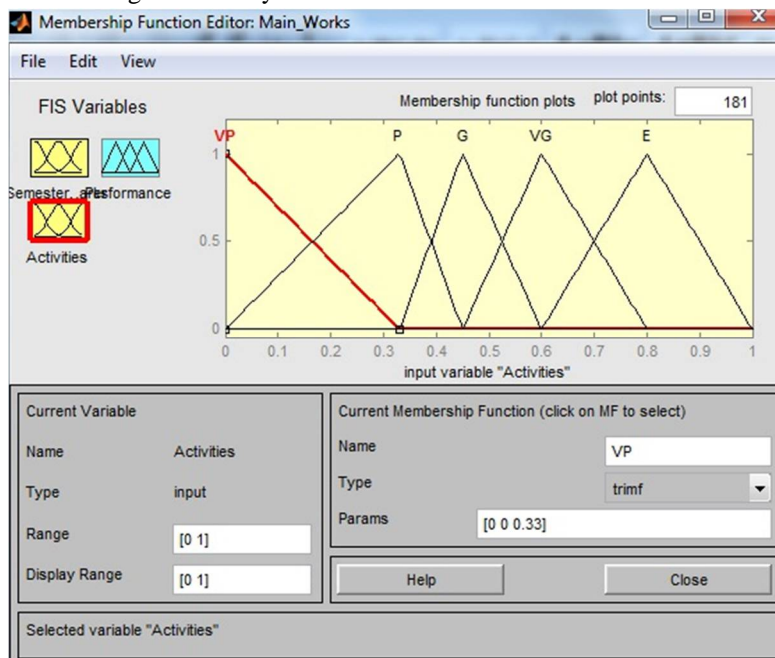 Membership Function Editor: Main_Works
File Edit View
FIS Variables
Membership function plots plot points: 181
VP P G VG E
1
0.5
0
0 0.1 0.2 0.3 0.4 0.5 0.6 0.7 0.8 0.9 1
input variable "Activities"
Performance
Activities
Current Variable
Name Activities
Type input
Range [0 1]
Display Range [0 1]
Current Membership Function (click on MF to select)
Name VP
Type trimf
Params [0 0 0.33]
Help Close
Selected variable "Activities"